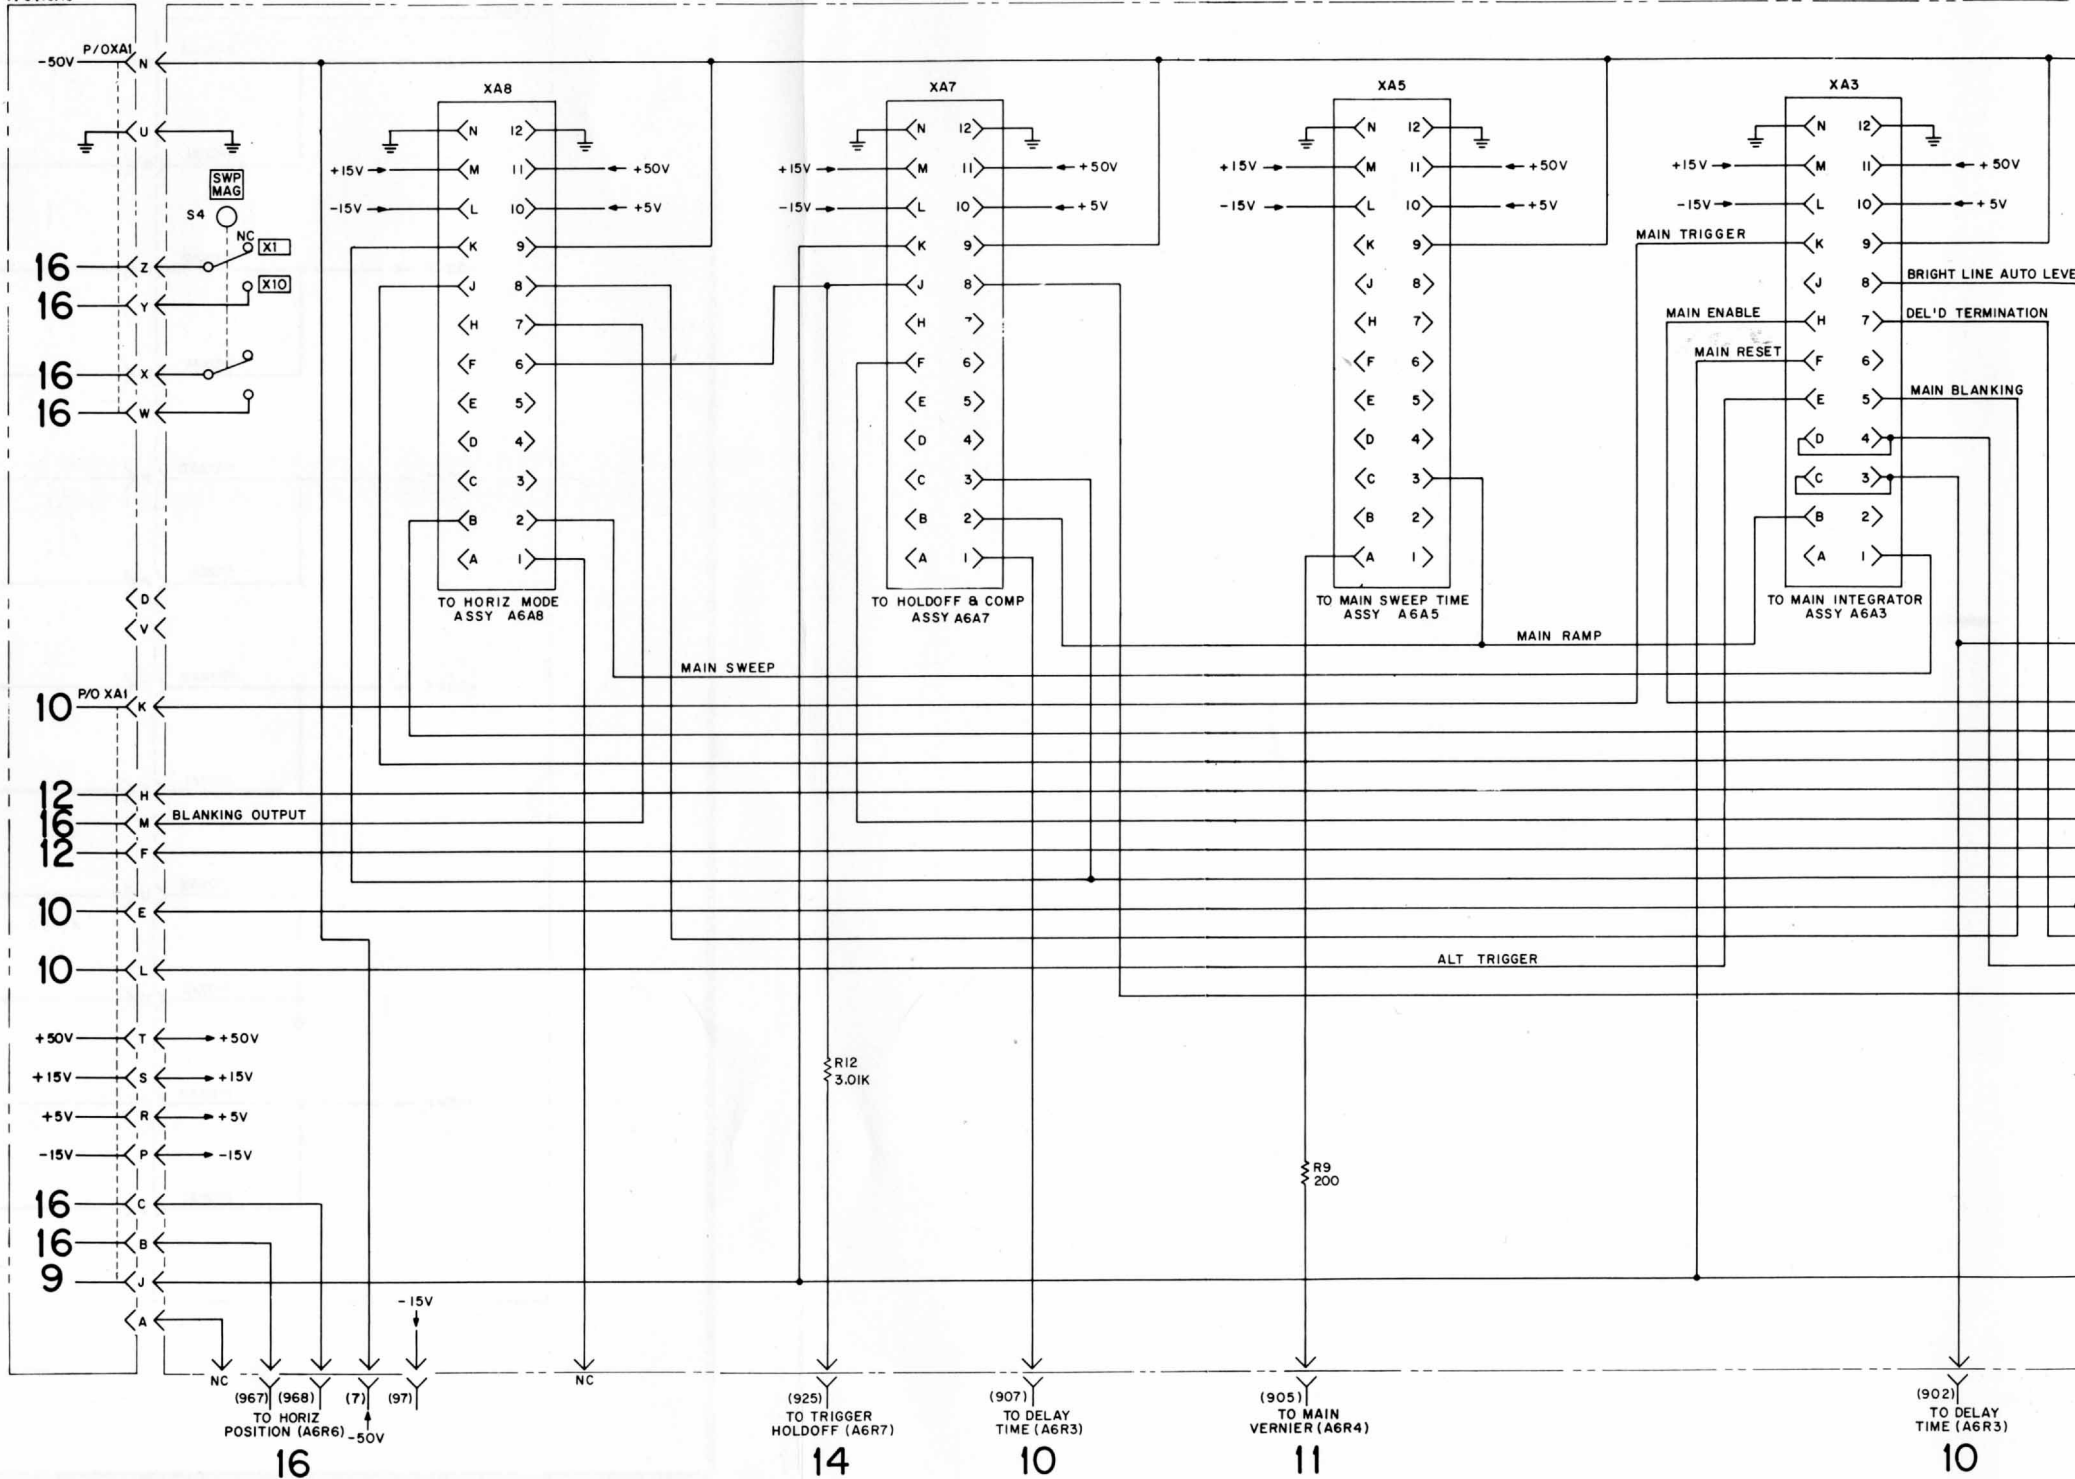 P/O XA1
-50V N
U
SWP
MAG
S4
NC X1
16 Z
X10
16 Y
16 X
16 W
D
V
P/O XA1
10 K
12 H
16 M BLANKING OUTPUT
12 F
10 E
10 L
+50V T +50V
+15V S +15V
+5V R +5V
-15V P -15V
16 C
16 B
9 J
A
XA8
N 12
+15V M 11 +50V
-15V L 10 +5V
K 9
J 8
H 7
F 6
E 5
D 4
C 3
B 2
A 1
TO HORIZ MODE
ASSY A6A8
XA7
N 12
+15V M 11 +50V
-15V L 10 +5V
K 9
J 8
H 7
F 6
E 5
D 4
C 3
B 2
A 1
TO HOLDOFF & COMP
ASSY A6A7
XA5
N 12
+15V M 11 +50V
-15V L 10 +5V
K 9
J 8
H 7
F 6
E 5
D 4
C 3
B 2
A 1
TO MAIN SWEEP TIME
ASSY A6A5
XA3
N 12
+15V M 11 +50V
-15V L 10 +5V
MAIN TRIGGER K 9
J 8 BRIGHT LINE AUTO LEVE
MAIN ENABLE H 7 DEL'D TERMINATION
MAIN RESET F 6
E 5 MAIN BLANKING
D 4
C 3
B 2
A 1
TO MAIN INTEGRATOR
ASSY A6A3
MAIN RAMP
MAIN SWEEP
ALT TRIGGER
R12
3.01K
R9
200
-15V
NC
(967) (968) (7) (97)
TO HORIZ
POSITION (A6R6) -50V
16
NC
(925)
TO TRIGGER
HOLDOFF (A6R7)
14
(907)
TO DELAY
TIME (A6R3)
10
(905)
TO MAIN
VERNIER (A6R4)
11
(902)
TO DELAY
TIME (A6R3)
10